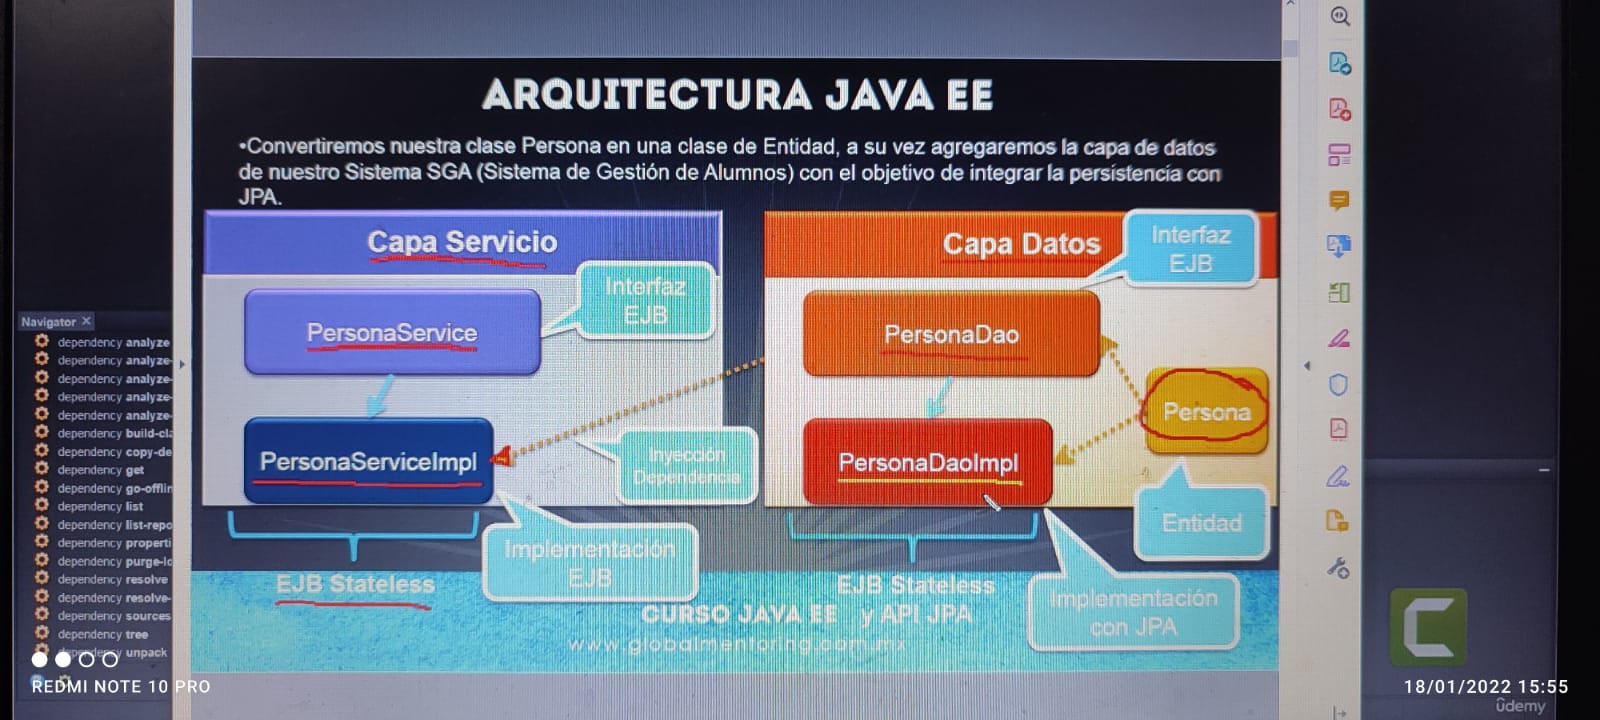 ARQUITECTURA JAVA EE
•Convertiremos nuestra clase Persona en una clase de Entidad, a su vez agregaremos la capa de datos
de nuestro Sistema SGA (Sistema de Gestión de Alumnos) con el objetivo de integrar la persistencia con
JPA.
Capa Servicio
Interfaz
EJB
PersonaService
PersonaServiceImpl
Inyección
Dependencia
Implementación
EJB
EJB Stateless
Capa Datos
Interfaz
EJB
PersonaDao
Persona
PersonaDaoImpl
Entidad
EJB Stateless
y API JPA
Implementación
con JPA
CURSO JAVA EE
www.globalmentoring.com.mx
Navigator
dependency analyze
dependency analyze-
dependency analyze-
dependency analyze-
dependency analyze-
dependency build-cla
dependency copy-de
dependency get
dependency go-offlin
dependency list
dependency list-repo
dependency properti
dependency purge-lo
dependency resolve
dependency resolve-
dependency sources
dependency tree
dependency unpack
REDMI NOTE 10 PRO
18/01/2022 15:55
ûdemy